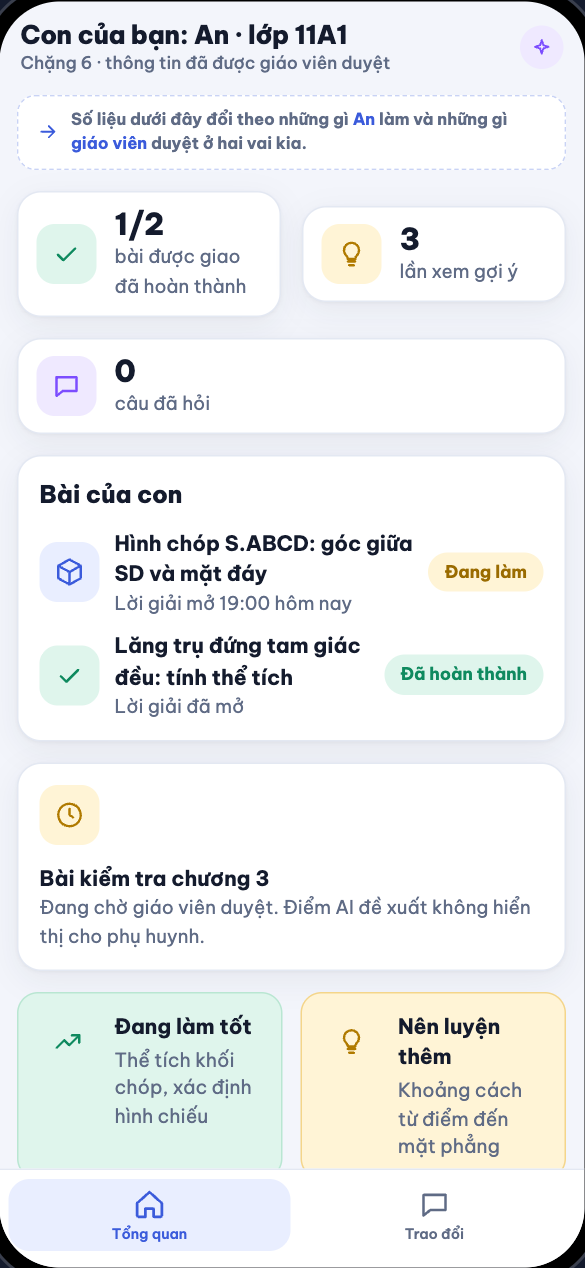 Con của bạn: An · lớp 11A1
Chặng 6 · thông tin đã được giáo viên duyệt
Số liệu dưới đây đổi theo những gì An làm và những gì
giáo viên duyệt ở hai vai kia.
1/2
bài được giao
đã hoàn thành
3
lần xem gợi ý
0
câu đã hỏi
Bài của con
Hình chóp S.ABCD: góc giữa
SD và mặt đáy
Lời giải mở 19:00 hôm nay
Đang làm
Lăng trụ đứng tam giác
đều: tính thể tích
Lời giải đã mở
Đã hoàn thành
Bài kiểm tra chương 3
Đang chờ giáo viên duyệt. Điểm AI đề xuất không hiển
thị cho phụ huynh.
Đang làm tốt
Thể tích khối
chóp, xác định
hình chiếu
Nên luyện
thêm
Khoảng cách
từ điểm đến
mặt phẳng
Tổng quan
Trao đổi